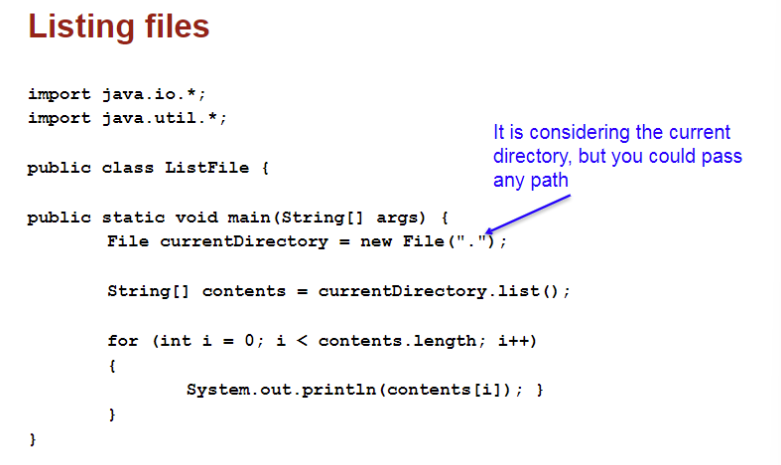 Listing files
import java.io.*;
import java.util.*;
It is considering the current
directory, but you could pass
any path
public class ListFile {
public static void main(String[] args) {
File currentDirectory = new File(".");
String[] contents = currentDirectory.list();
for (int i = 0; i < contents.length; i++)
{
System.out.println(contents[i]); }
}
}